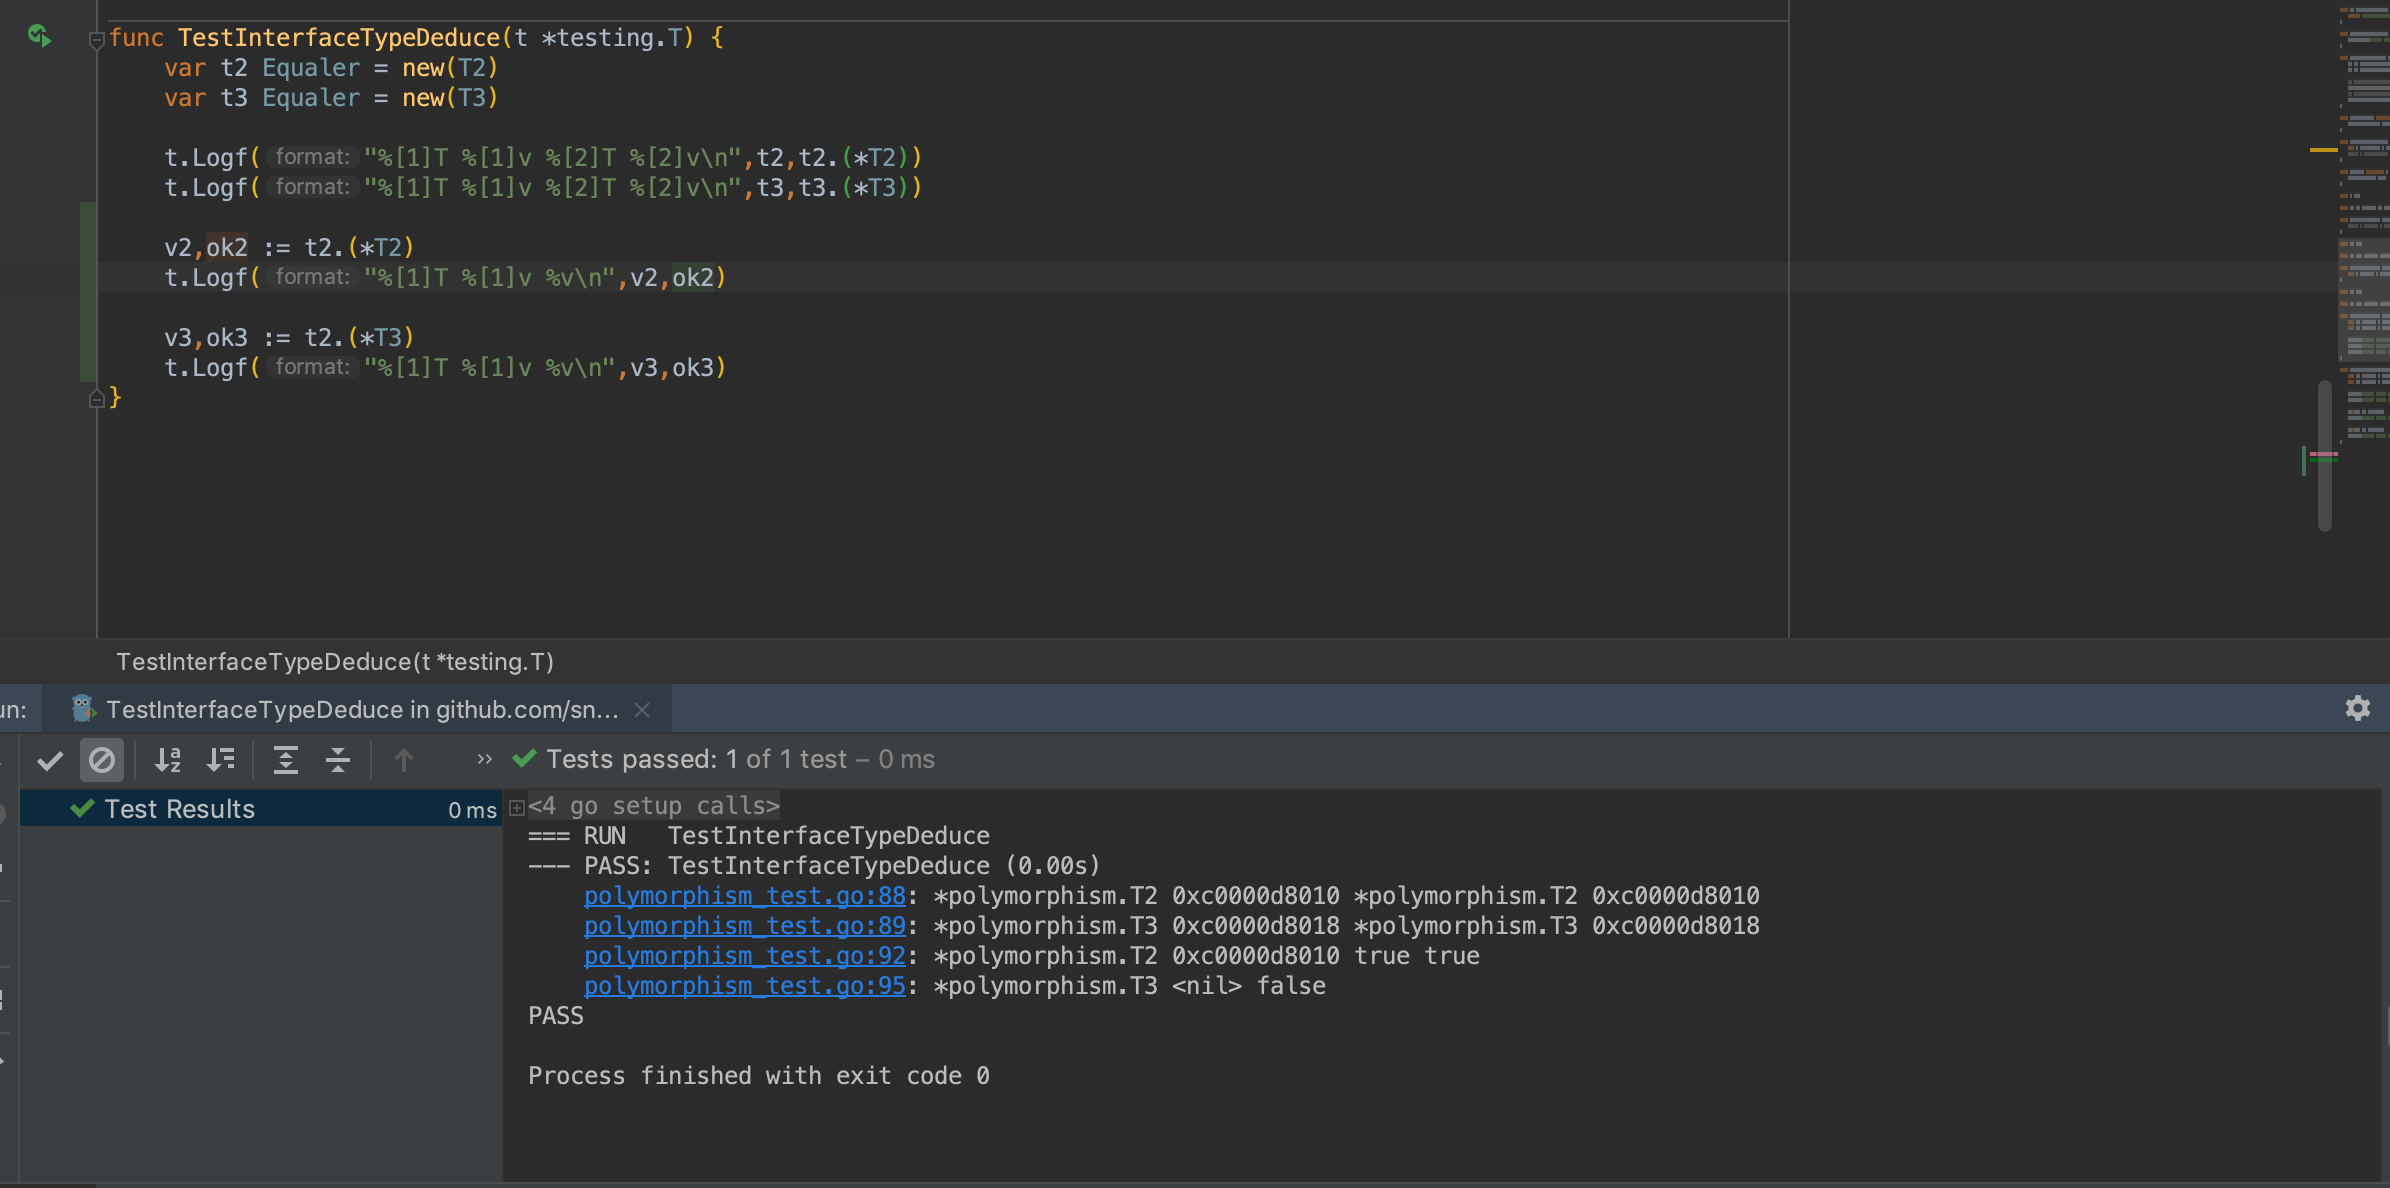 func TestInterfaceTypeDeduce(t *testing.T) {
var t2 Equaler = new(T2)
var t3 Equaler = new(T3)
t.Logf( format: "%[1]T %[1]v %[2]T %[2]v\n",t2,t2.(*T2))
t.Logf( format: "%[1]T %[1]v %[2]T %[2]v\n",t3,t3.(*T3))
v2,ok2 := t2.(*T2)
t.Logf( format: "%[1]T %[1]v %v\n",v2,ok2)
v3,ok3 := t2.(*T3)
t.Logf( format: "%[1]T %[1]v %v\n",v3,ok3)
}
TestInterfaceTypeDeduce(t *testing.T)
un: TestInterfaceTypeDeduce in github.com/sn...
Tests passed: 1 of 1 test – 0 ms
Test Results 0 ms
<4 go setup calls>
=== RUN   TestInterfaceTypeDeduce
--- PASS: TestInterfaceTypeDeduce (0.00s)
polymorphism_test.go:88: *polymorphism.T2 0xc0000d8010 *polymorphism.T2 0xc0000d8010
polymorphism_test.go:89: *polymorphism.T3 0xc0000d8018 *polymorphism.T3 0xc0000d8018
polymorphism_test.go:92: *polymorphism.T2 0xc0000d8010 true true
polymorphism_test.go:95: *polymorphism.T3 <nil> false
PASS
Process finished with exit code 0